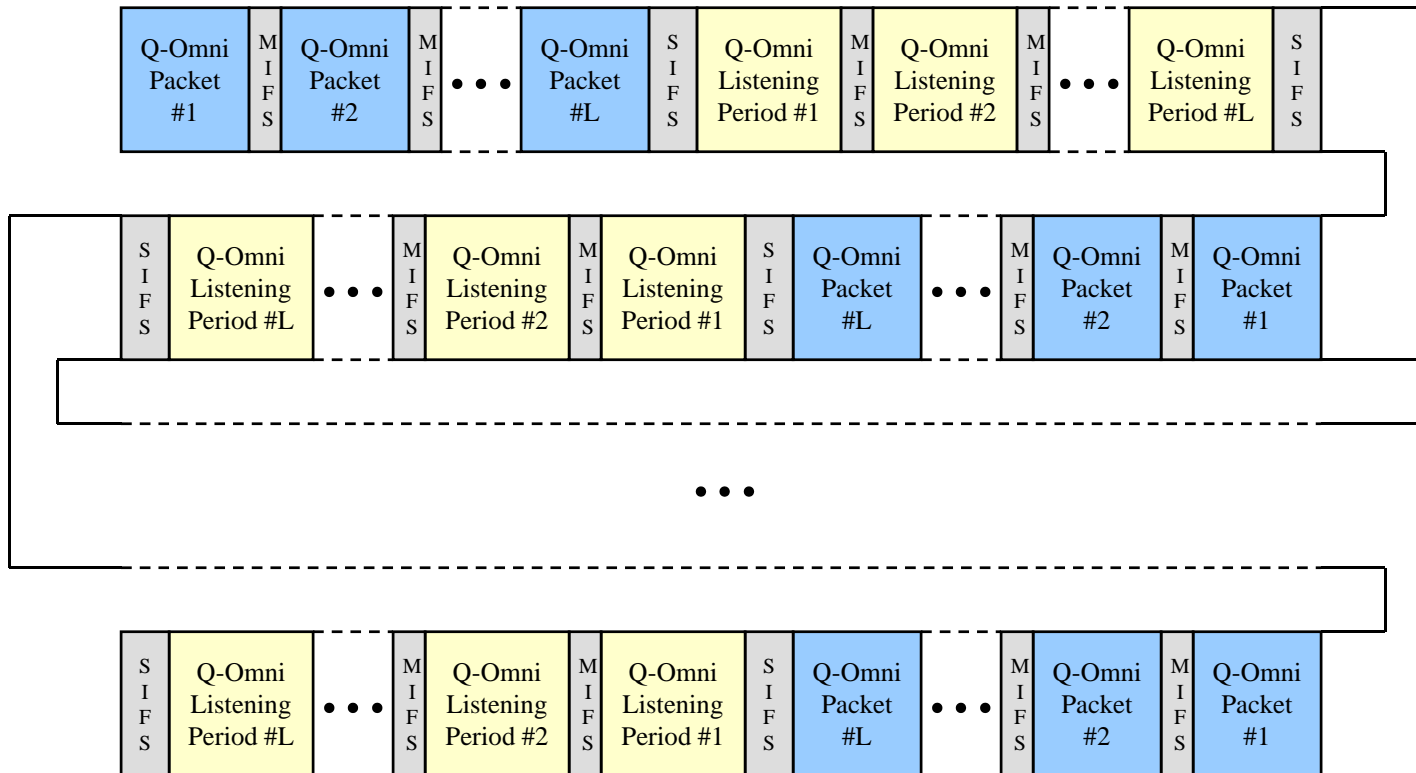 Q-Omni
Packet
#1
M
I
F
S
Q-Omni
Packet
#2
M
I
F
S
Q-Omni
Packet
#L
S
I
F
S
Q-Omni
Listening
Period #1
M
I
F
S
Q-Omni
Listening
Period #2
M
I
F
S
Q-Omni
Listening
Period #L
S
I
F
S
S
I
F
S
Q-Omni
Listening
Period #L
M
I
F
S
Q-Omni
Listening
Period #2
M
I
F
S
Q-Omni
Listening
Period #1
S
I
F
S
Q-Omni
Packet
#L
M
I
F
S
Q-Omni
Packet
#2
M
I
F
S
Q-Omni
Packet
#1
S
I
F
S
Q-Omni
Listening
Period #L
M
I
F
S
Q-Omni
Listening
Period #2
M
I
F
S
Q-Omni
Listening
Period #1
S
I
F
S
Q-Omni
Packet
#L
M
I
F
S
Q-Omni
Packet
#2
M
I
F
S
Q-Omni
Packet
#1